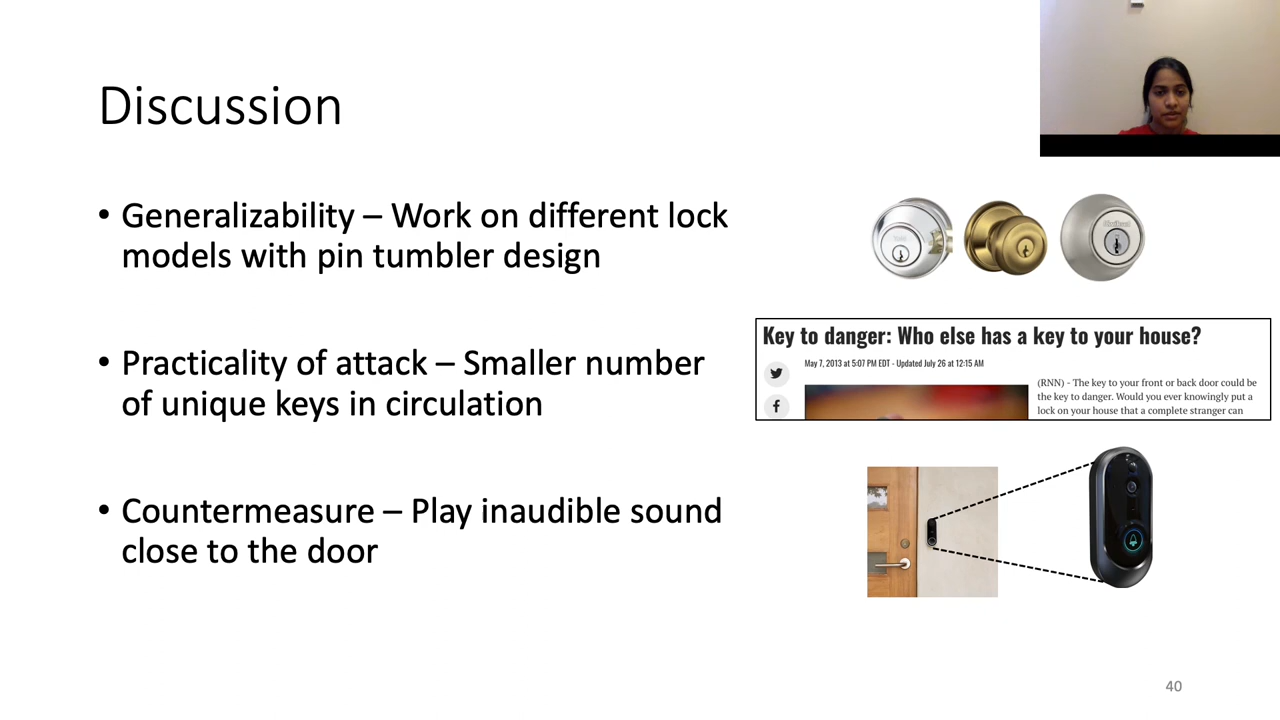 Discussion
• Generalizability – Work on different lock
models with pin tumbler design
• Practicality of attack – Smaller number
of unique keys in circulation
• Countermeasure – Play inaudible sound
close to the door
Key to danger: Who else has a key to your house?
May 7, 2013 at 5:07 PM EDT - Updated July 26 at 12:15 AM
(RNN) - The key to your front or back door could be
the key to danger. Would you ever knowingly put a
lock on your house that a complete stranger can
40